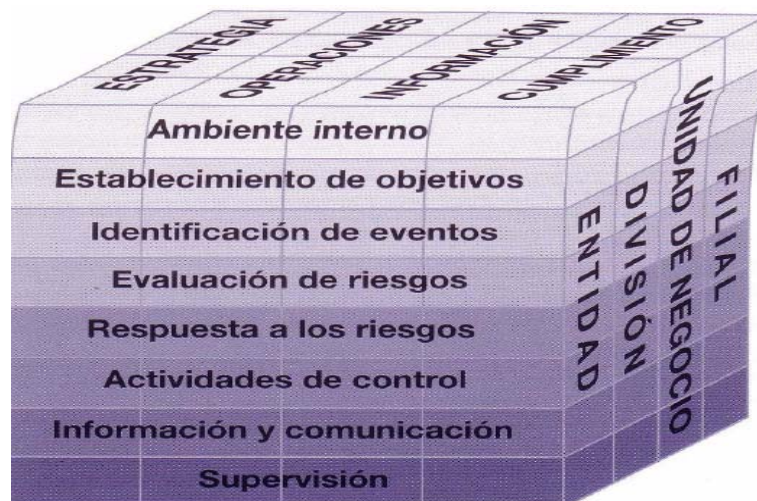 ESTRATEGIA
OPERACIONES
INFORMACIÓN
CUMPLIMIENTO
Ambiente interno
Establecimiento de objetivos
Identificación de eventos
Evaluación de riesgos
Respuesta a los riesgos
Actividades de control
Información y comunicación
Supervisión
ENTIDAD
DIVISIÓN
UNIDAD DE NEGOCIO
FILIAL